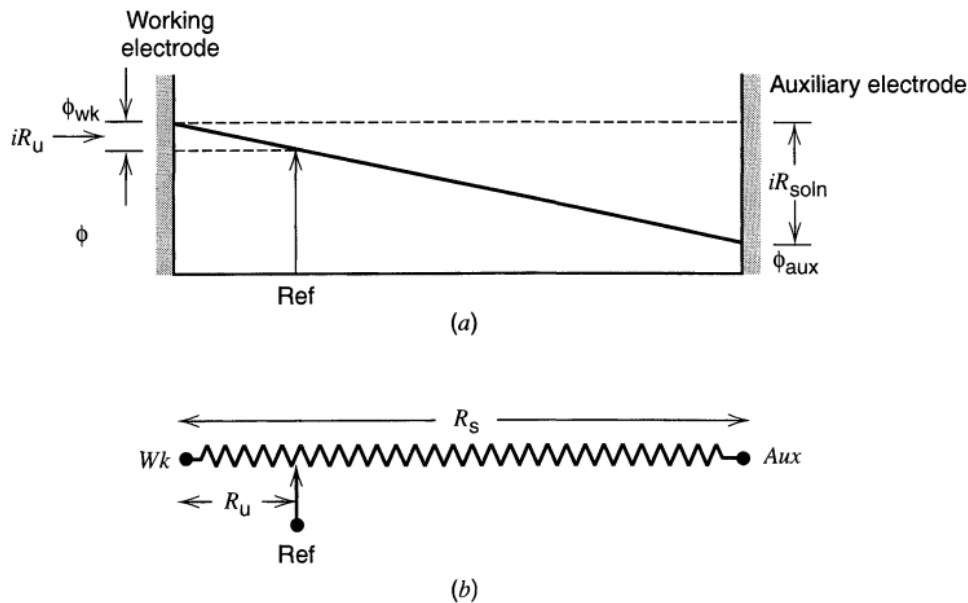 Working
electrode
Auxiliary electrode
ϕwk
iRu
iRsoln
ϕ
ϕaux
Ref
(a)
Rs
Wk
Aux
Ru
Ref
(b)